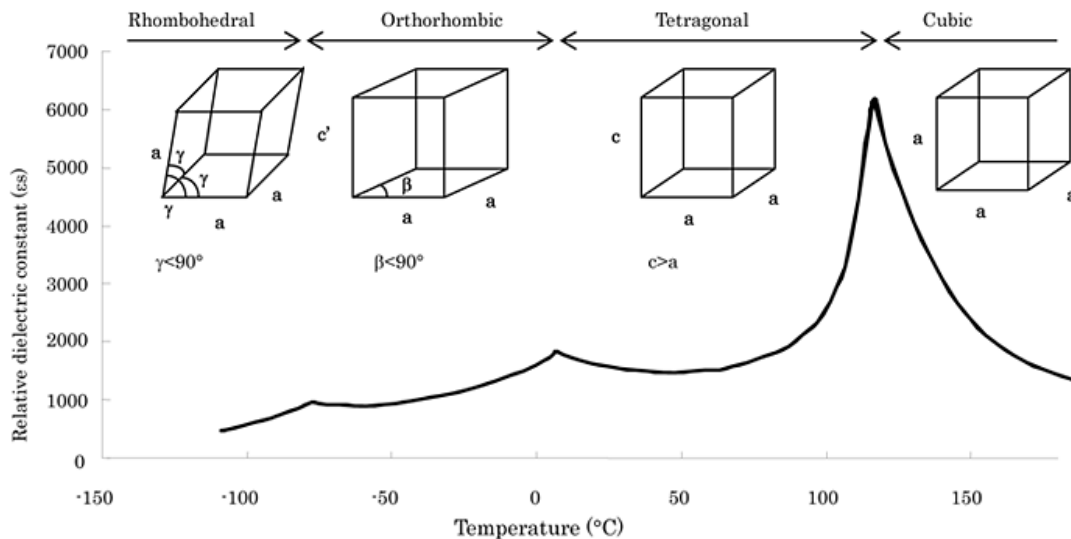 Rhombohedral Orthorhombic Tetragonal Cubic
7000
6000
5000
4000
3000
2000
1000
0
Relative dielectric constant (εs)
a γ γ γ a a
γ<90°
c' β a a
β<90°
c a a
c>a
a a a
-150 -100 -50 0 50 100 150
Temperature (°C)